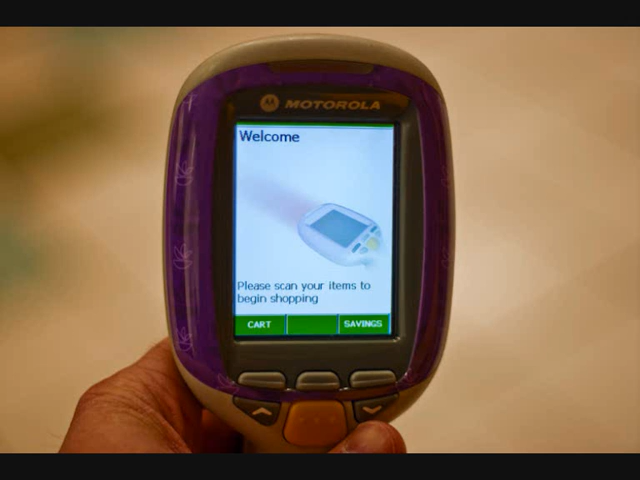 MOTOROLA
Welcome
Please scan your items to
begin shopping
CART
SAVINGS